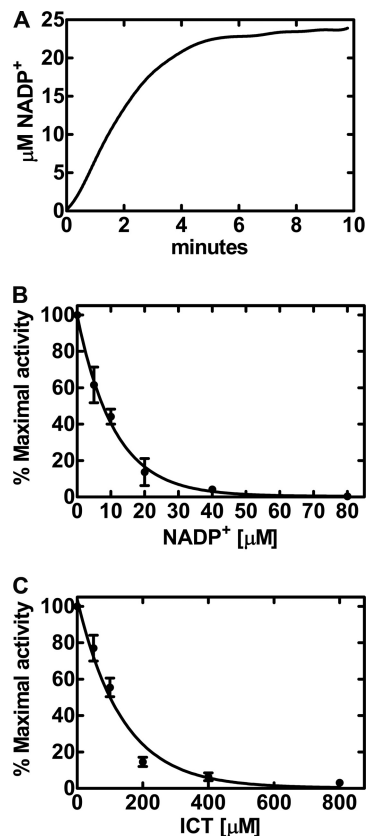 A
μM NADP+
25
20
15
10
5
0
0 2 4 6 8 10
minutes
B
% Maximal activity
100
80
60
40
20
0
0 10 20 30 40 50 60 70 80
NADP+ [μM]
C
% Maximal activity
100
80
60
40
20
0
0 200 400 600 800
ICT [μM]